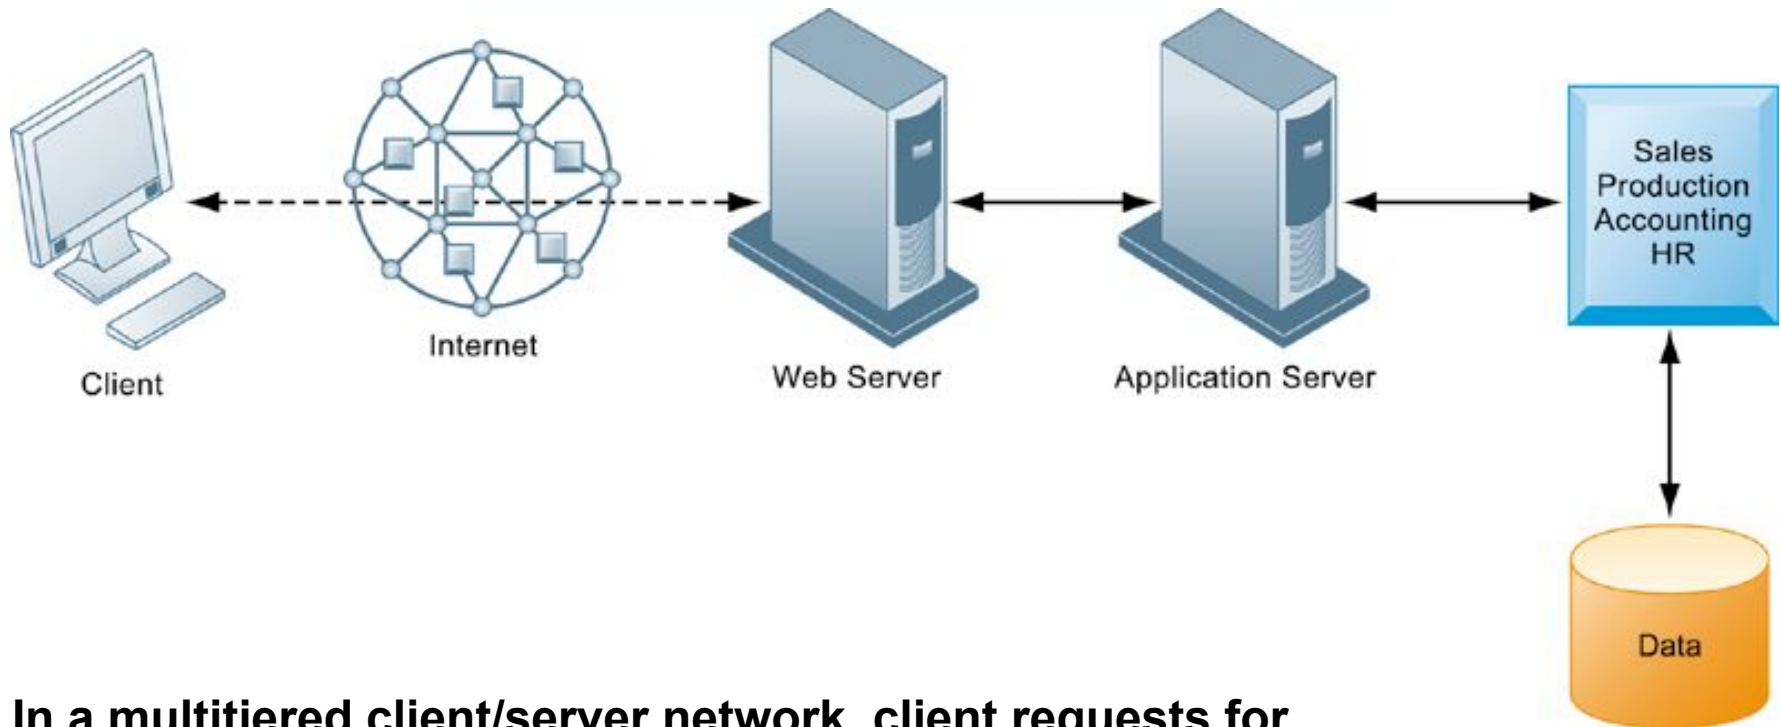 Client
Internet
Web Server
Application Server
Sales
Production
Accounting
HR
Data
In a multitiered client/server network, client requests for